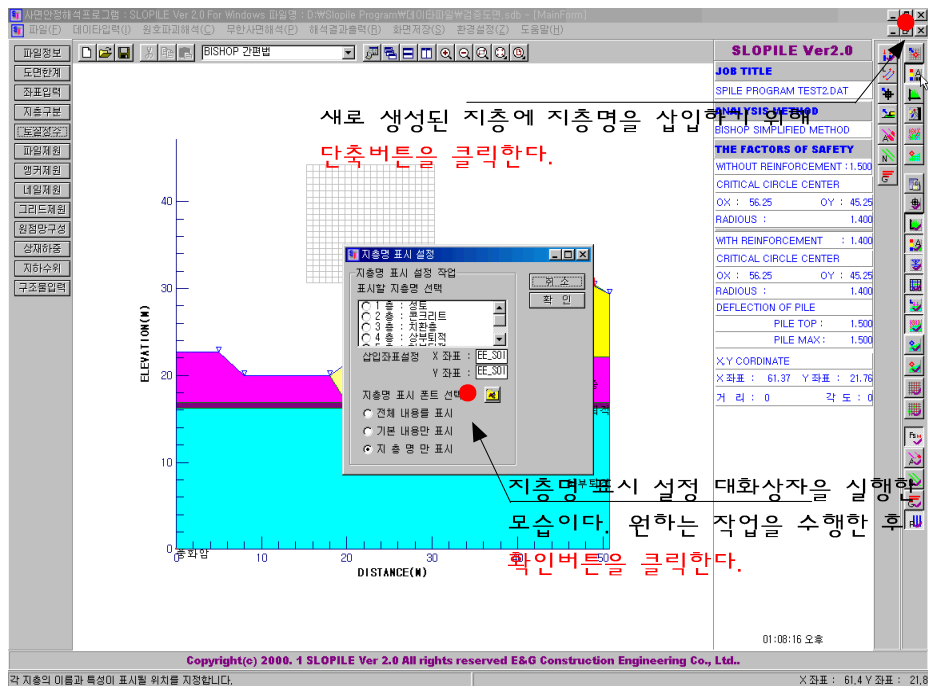 사면안정해석프로그램 : SLOPILE Ver 2.0 For Windows 파일명 : D:₩Slopile Program₩데이타파일₩검증도면.sdb - [MainForm]
파일(F) 데이타입력(I) 원호파괴해석(C) 무한사면해석(P) 해석결과출력(R) 화면저장(S) 환경설정(Z) 도움말(H)
파일정보
도면한계
좌표입력
지층구분
토질상수
파일제원
앵커제원
네일제원
그리드제원
원점망구성
상재하중
지하수위
구조물입력
BISHOP 간편법
새로 생성된 지층에 지층명을 삽입하기 위해
단축버튼을 클릭한다.
ELEVATION(M)
40
30
20
10
0
풍화암
10
20
30
50
DISTANCE(M)
지층명 표시 설정
지층명 표시 설정 작업
표시할 지층명 선택
1 층 : 성토
2 층 : 콘크리트
3 층 : 치환층
4 층 : 상부퇴적
삽입좌표설정 X 좌표 : EE_S01
Y 좌표 : EE_S01
지층명 표시 폰트 선택
전체 내용를 표시
기본 내용만 표시
지 층 명 만 표시
취 소
확 인
지층명 표시 설정 대화상자을 실행한
모습이다. 원하는 작업을 수행한 후
확인버튼을 클릭한다.
SLOPILE Ver2.0
JOB TITLE
SPILE PROGRAM TEST2.DAT
ANALYSIS METHOD
BISHOP SIMPLIFIED METHOD
THE FACTORS OF SAFETY
WITHOUT REINFORCEMENT : 1.500
CRITICAL CIRCLE CENTER
OX : 56.25 OY : 45.25
RADIOUS : 1.400
WITH REINFORCEMENT : 1.400
CRITICAL CIRCLE CENTER
OX : 56.25 OY : 45.25
RADIOUS : 1.400
DEFLECTION OF PILE
PILE TOP : 1.500
PILE MAX : 1.500
X,Y CORDINATE
X 좌표 : 61.37 Y 좌표 : 21.76
거 리 : 0 각 도 : 0
01:08:16 오후
Copyright(c) 2000. 1 SLOPILE Ver 2.0 All rights reserved E&G Construction Engineering Co., Ltd..
각 지층의 이름과 특성이 표시될 위치를 지정합니다.
X 좌표 : 61.4 Y 좌표 : 21.8